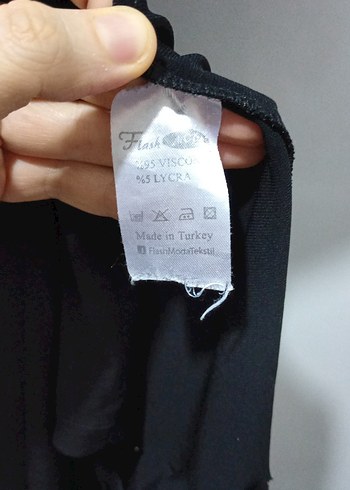 Flash
%95 VISCO
%5 LYCRA
Made in Turkey
FlashModaTekstil